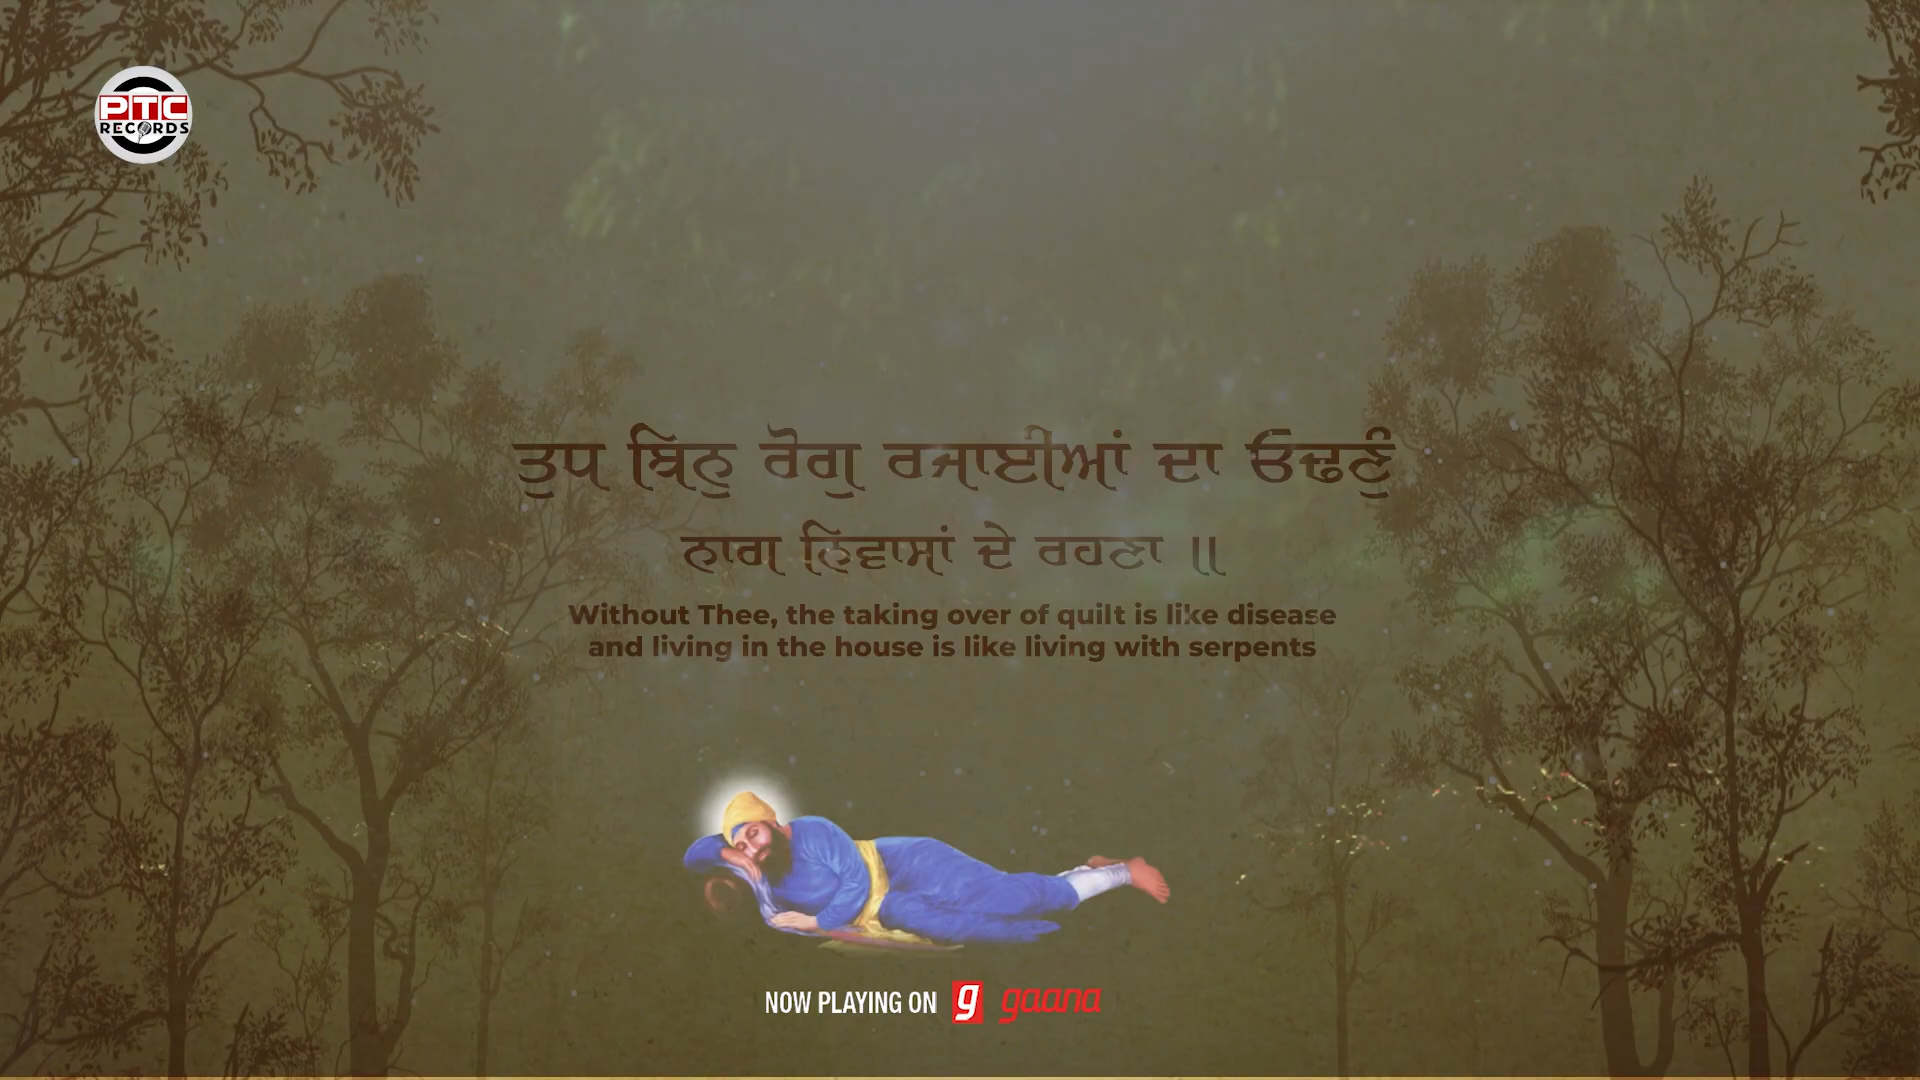 PTC
RECORDS
ਤੁਧ ਬਿਨੁ ਰੋਗੁ ਰਜਾਈਆਂ ਦਾ ਓਢਣੁੰ
ਨਾਗ ਨਿਵਾਸਾਂ ਦੇ ਰਹਣਾ ॥
Without Thee, the taking over of quilt is like disease
and living in the house is like living with serpents
NOW PLAYING ON g gaana